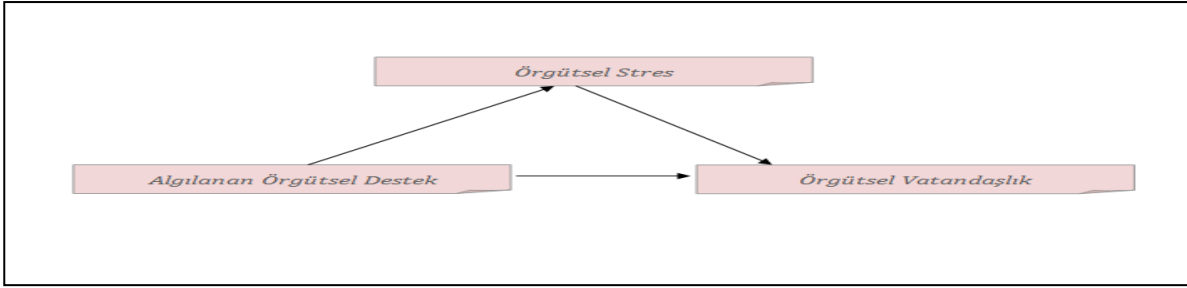 Örgütsel Stres
Algılanan Örgütsel Destek
Örgütsel Vatandaşlık